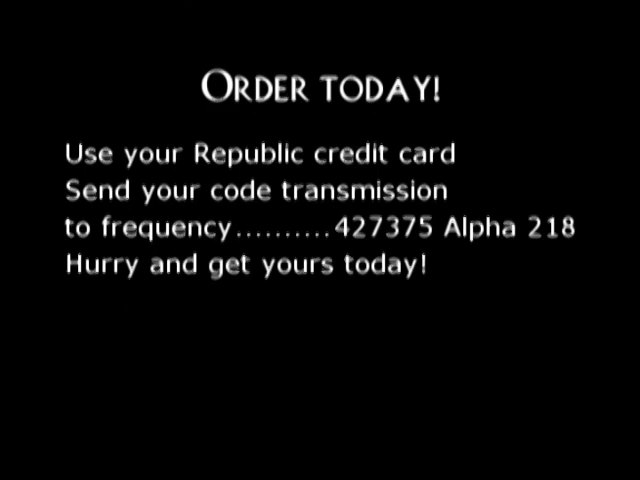 ORDER TODAY!
Use your Republic credit card
Send your code transmission
to frequency..........427375 Alpha 218
Hurry and get yours today!